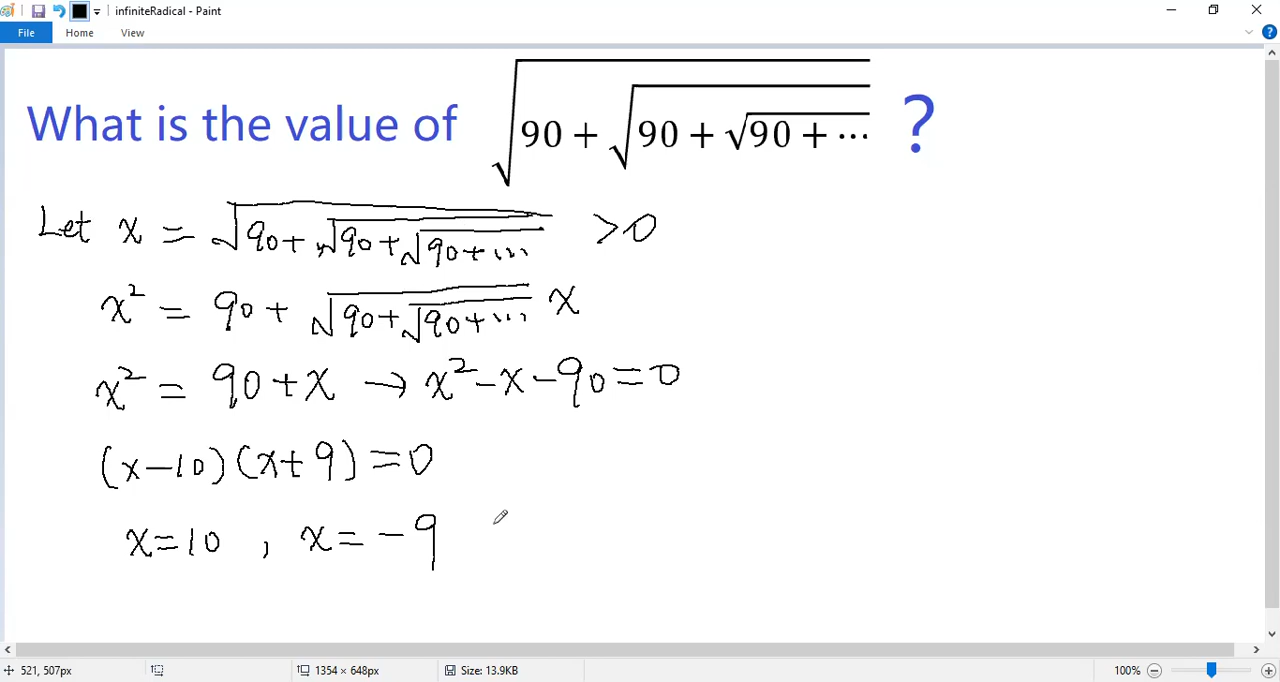 infiniteRadical - Paint
File Home View
What is the value of √(90 + √(90 + √(90 + ⋯))) ?
Let x = √(90+√(90+√(90+...))) >0
x² = 90+ √(90+√(90+...)) x
x² = 90+x → x²-x-90=0
(x-10)(x+9)=0
x=10 , x=-9
521, 507px 1354 × 648px Size: 13.9KB 100%